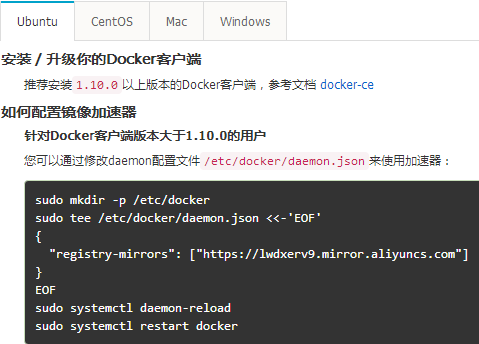 Ubuntu
CentOS
Mac
Windows
安装 / 升级你的Docker客户端
推荐安装 1.10.0 以上版本的Docker客户端，参考文档 docker-ce
如何配置镜像加速器
针对Docker客户端版本大于1.10.0的用户
您可以通过修改daemon配置文件 /etc/docker/daemon.json 来使用加速器：
sudo mkdir -p /etc/docker
sudo tee /etc/docker/daemon.json <<-'EOF'
{
  "registry-mirrors": ["https://lwdxerv9.mirror.aliyuncs.com"]
}
EOF
sudo systemctl daemon-reload
sudo systemctl restart docker